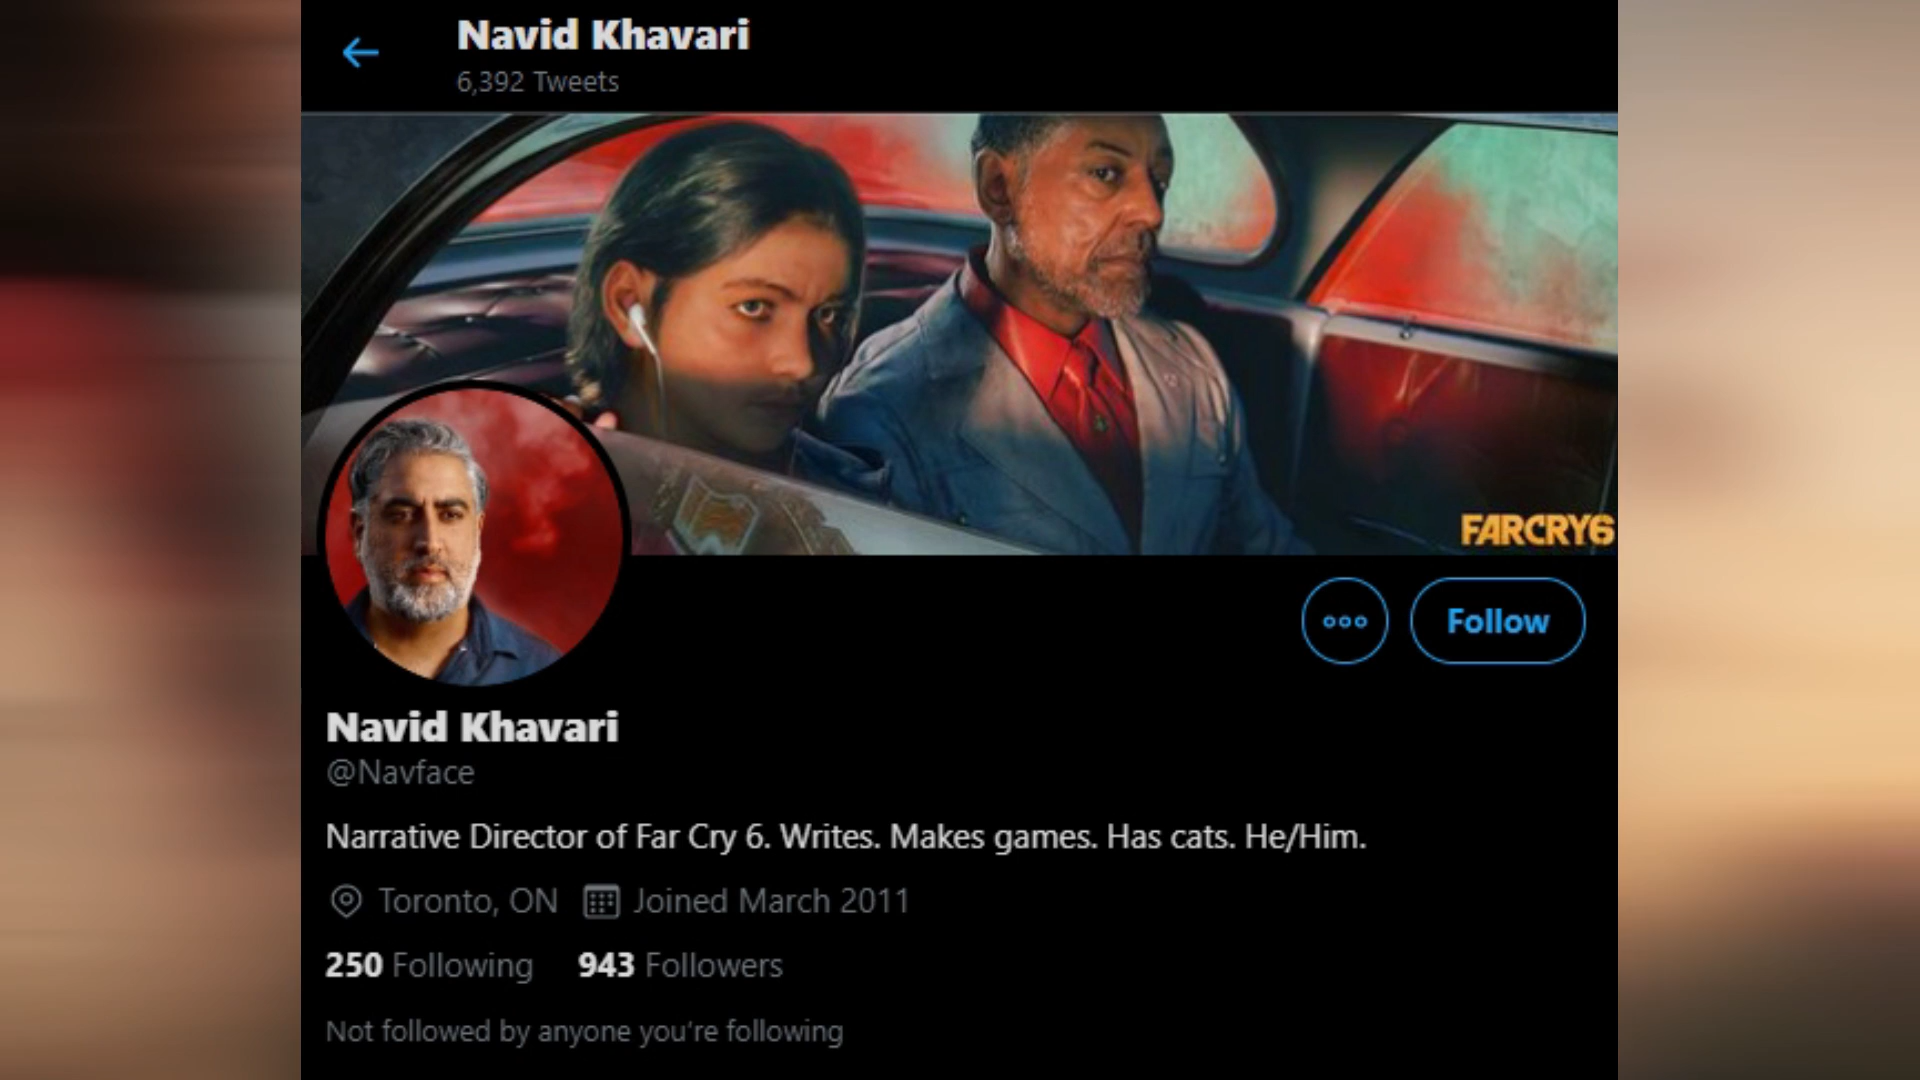 Navid Khavari
6,392 Tweets
FARCRY6
Follow
Navid Khavari
@Navface
Narrative Director of Far Cry 6. Writes. Makes games. Has cats. He/Him.
Toronto, ON Joined March 2011
250 Following 943 Followers
Not followed by anyone you're following